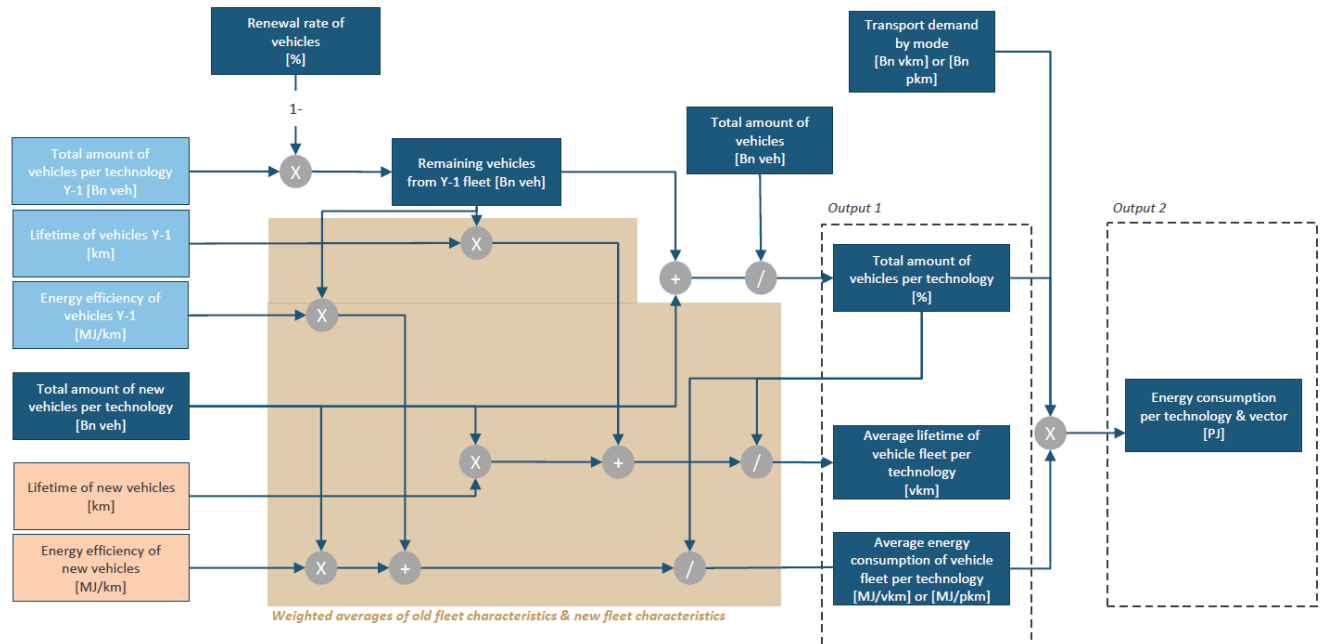 Renewal rate of
vehicles
[%]
Transport demand
by mode
[Bn vkm] or [Bn
pkm]
1-
Total amount of
vehicles
[Bn veh]
Total amount of
vehicles per technology
Y-1 [Bn veh]
X
Remaining vehicles
from Y-1 fleet [Bn veh]
Output 1
Output 2
Lifetime of vehicles Y-1
[km]
X
+
/
Total amount of
vehicles per technology
[%]
Energy efficiency of
vehicles Y-1
[MJ/km]
X
Total amount of new
vehicles per technology
[Bn veh]
Energy consumption
per technology & vector
[PJ]
X
X
+
/
Average lifetime of
vehicle fleet per
technology
[vkm]
Lifetime of new vehicles
[km]
Energy efficiency of
new vehicles
[MJ/km]
X
+
/
Average energy
consumption of vehicle
fleet per technology
[MJ/vkm] or [MJ/pkm]
Weighted averages of old fleet characteristics & new fleet characteristics